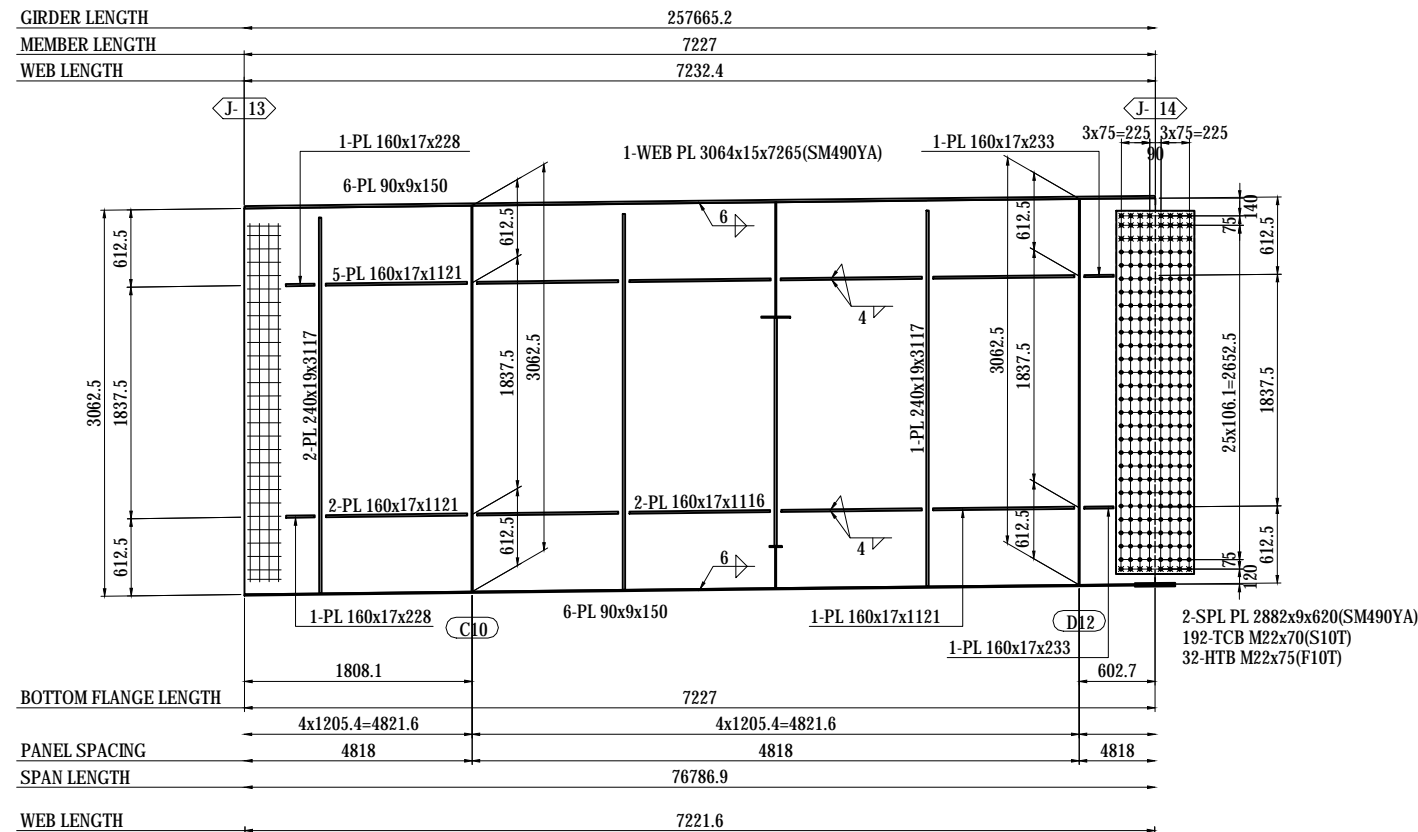 GIRDER LENGTH 257665.2
MEMBER LENGTH 7227
WEB LENGTH 7232.4
J- 13
J- 14
3x75=225 3x75=225
90
1-PL 160x17x228
1-WEB PL 3064x15x7265(SM490YA)
1-PL 160x17x233
6-PL 90x9x150
6
140
75
612.5
612.5
612.5
612.5
5-PL 160x17x1121
4
2-PL 240x19x3117
1837.5
3062.5
1-PL 240x19x3117
3062.5
1837.5
3062.5
1837.5
25x106.1=2652.5
1837.5
2-PL 160x17x1121
2-PL 160x17x1116
4
612.5
612.5
612.5
612.5
6
75
120
1-PL 160x17x228
C10
6-PL 90x9x150
1-PL 160x17x1121
D12
1-PL 160x17x233
2-SPL PL 2882x9x620(SM490YA)
192-TCB M22x70(S10T)
32-HTB M22x75(F10T)
1808.1
602.7
BOTTOM FLANGE LENGTH 7227
4x1205.4=4821.6 4x1205.4=4821.6
PANEL SPACING 4818 4818 4818
SPAN LENGTH 76786.9
WEB LENGTH 7221.6